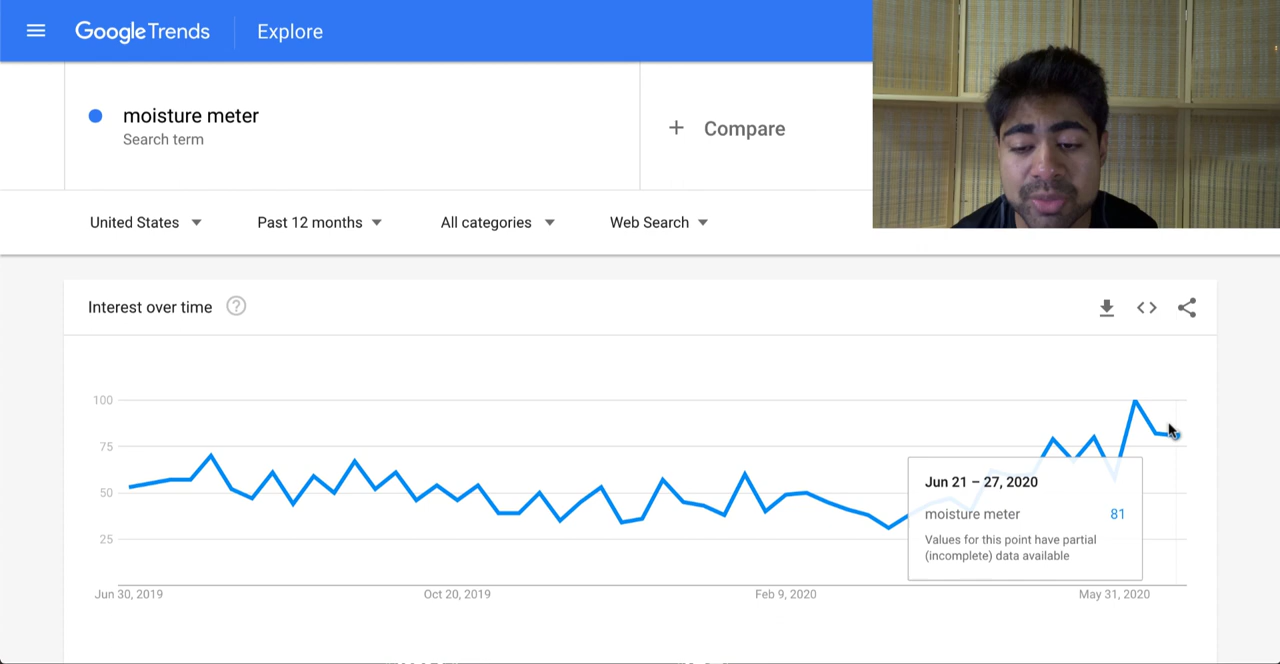 GoogleTrends
Explore
moisture meter
Search term
+ Compare
United States
Past 12 months
All categories
Web Search
Interest over time
?
100
75
50
25
Jun 21 – 27, 2020
moisture meter 81
Values for this point have partial
(incomplete) data available
Jun 30, 2019
Oct 20, 2019
Feb 9, 2020
May 31, 2020